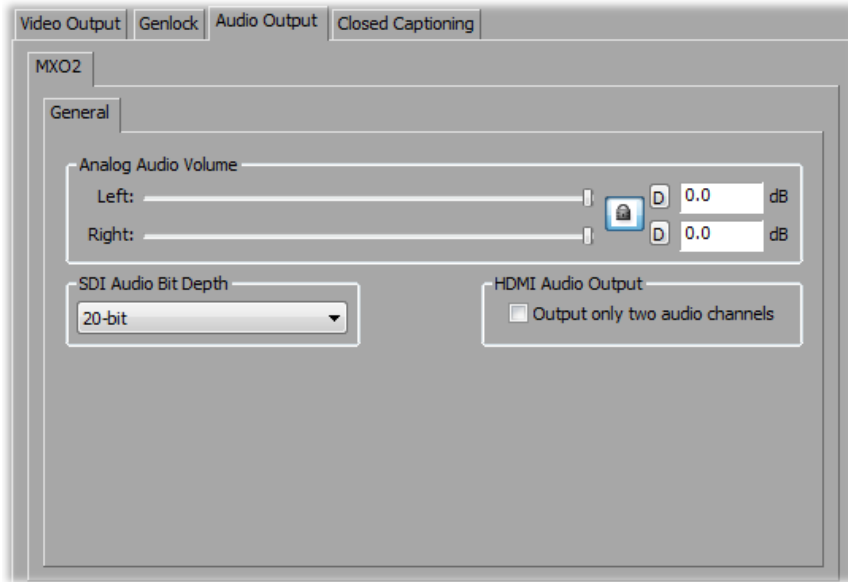 Video Output Genlock Audio Output Closed Captioning
MXO2
General
Analog Audio Volume
Left: D 0.0 dB
Right: D 0.0 dB
SDI Audio Bit Depth HDMI Audio Output
20-bit Output only two audio channels